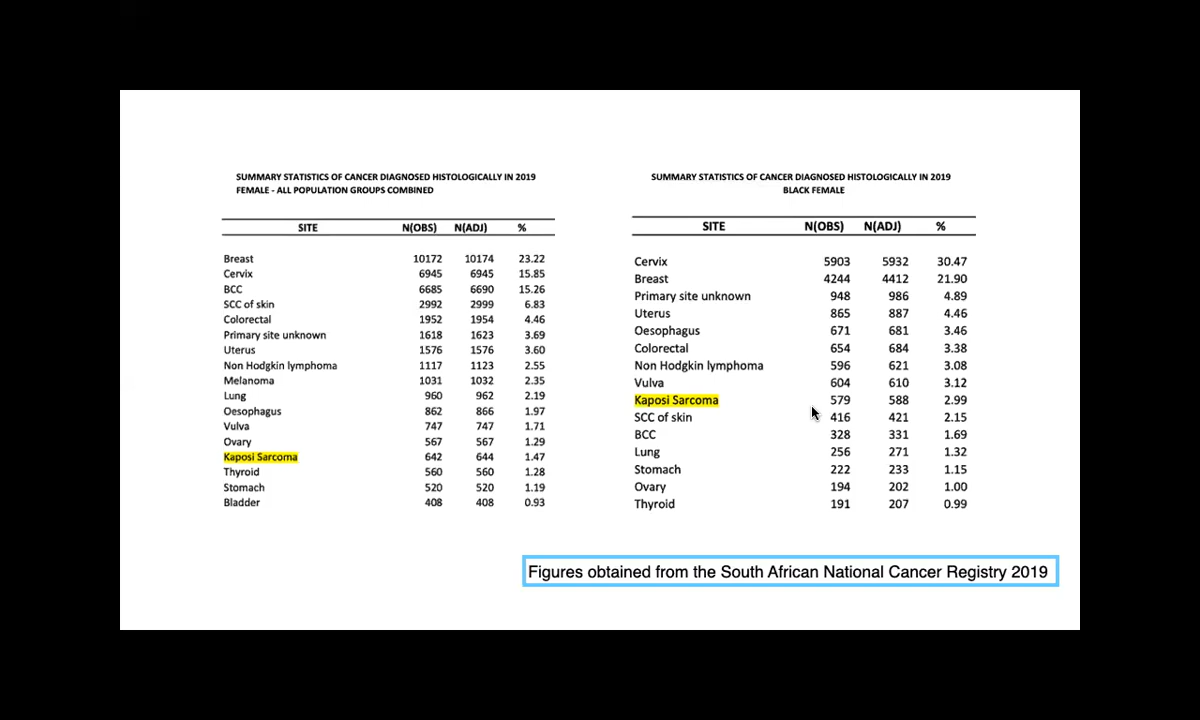 SUMMARY STATISTICS OF CANCER DIAGNOSED HISTOLOGICALLY IN 2019
FEMALE - ALL POPULATION GROUPS COMBINED
SITE N(OBS) N(ADJ) %
Breast 10172 10174 23.22
Cervix 6945 6945 15.85
BCC 6685 6690 15.26
SCC of skin 2992 2999 6.83
Colorectal 1952 1954 4.46
Primary site unknown 1618 1623 3.69
Uterus 1576 1576 3.60
Non Hodgkin lymphoma 1117 1123 2.55
Melanoma 1031 1032 2.35
Lung 960 962 2.19
Oesophagus 862 866 1.97
Vulva 747 747 1.71
Ovary 567 567 1.29
Kaposi Sarcoma 642 644 1.47
Thyroid 560 560 1.28
Stomach 520 520 1.19
Bladder 408 408 0.93
SUMMARY STATISTICS OF CANCER DIAGNOSED HISTOLOGICALLY IN 2019
BLACK FEMALE
SITE N(OBS) N(ADJ) %
Cervix 5903 5932 30.47
Breast 4244 4412 21.90
Primary site unknown 948 986 4.89
Uterus 865 887 4.46
Oesophagus 671 681 3.46
Colorectal 654 684 3.38
Non Hodgkin lymphoma 596 621 3.08
Vulva 604 610 3.12
Kaposi Sarcoma 579 588 2.99
SCC of skin 416 421 2.15
BCC 328 331 1.69
Lung 256 271 1.32
Stomach 222 233 1.15
Ovary 194 202 1.00
Thyroid 191 207 0.99
Figures obtained from the South African National Cancer Registry 2019